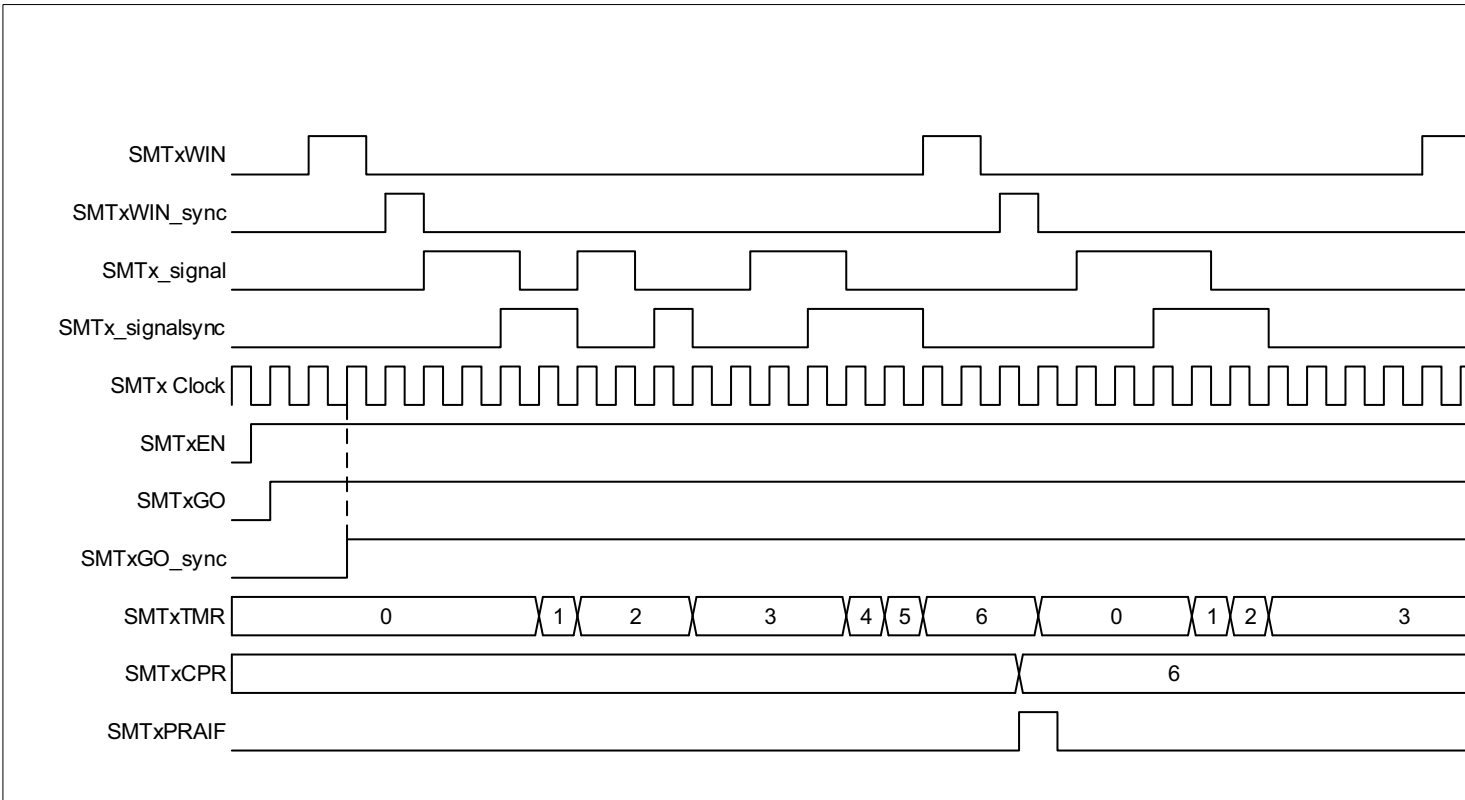 SMTxWIN
SMTxWIN_sync
SMTx_signal
SMTx_signalsync
SMTx Clock
SMTxEN
SMTxGO
SMTxGO_sync
SMTxTMR 0 1 2 3 4 5 6 0 1 2 3
SMTxCPR 6
SMTxPRAIF